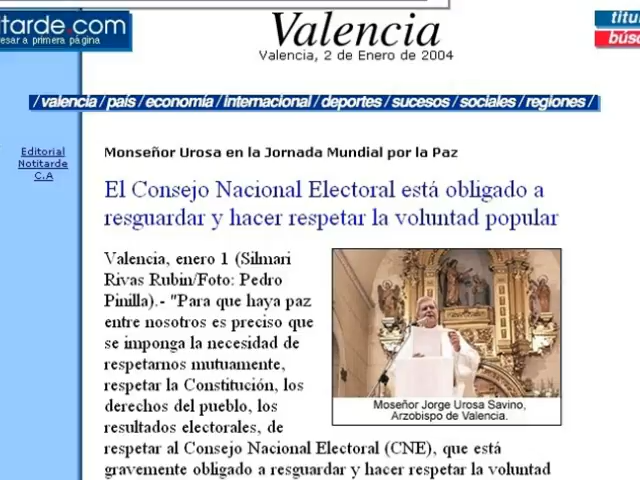 itarde.com
esar a primera página
Valencia
Valencia, 2 de Enero de 2004
titu
búsc
/ valencia / país / economía / internacional / deportes / sucesos / sociales / regiones /
Editorial
Notitarde
C.A
Monseñor Urosa en la Jornada Mundial por la Paz
El Consejo Nacional Electoral está obligado a
resguardar y hacer respetar la voluntad popular
Valencia, enero 1 (Silmari
Rivas Rubin/Foto: Pedro
Pinilla).- "Para que haya paz
entre nosotros es preciso que
se imponga la necesidad de
respetarnos mutuamente,
respetar la Constitución, los
derechos del pueblo, los
resultados electorales, de
respetar al Consejo Nacional Electoral (CNE), que está
gravemente obligado a resguardar y hacer respetar la voluntad
Moseñor Jorge Urosa Savino,
Arzobispo de Valencia.